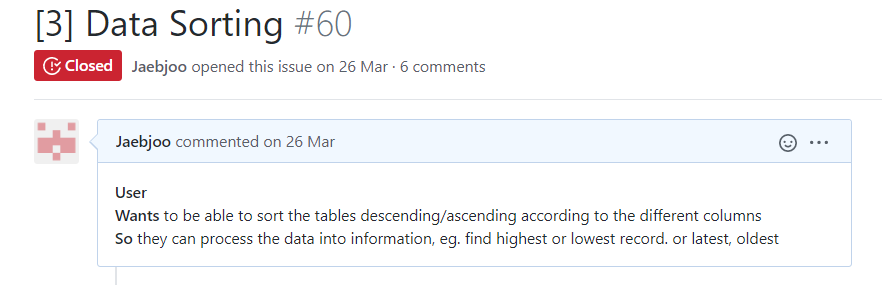 [3] Data Sorting #60
Closed Jaebjoo opened this issue on 26 Mar · 6 comments
Jaebjoo commented on 26 Mar
User
Wants to be able to sort the tables descending/ascending according to the different columns
So they can process the data into information, eg. find highest or lowest record. or latest, oldest